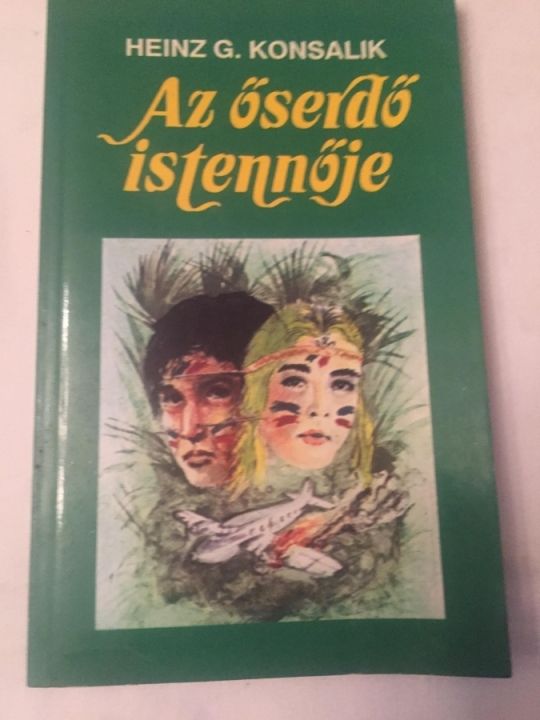 HEINZ G. KONSALIK
Az őserdő
istennője